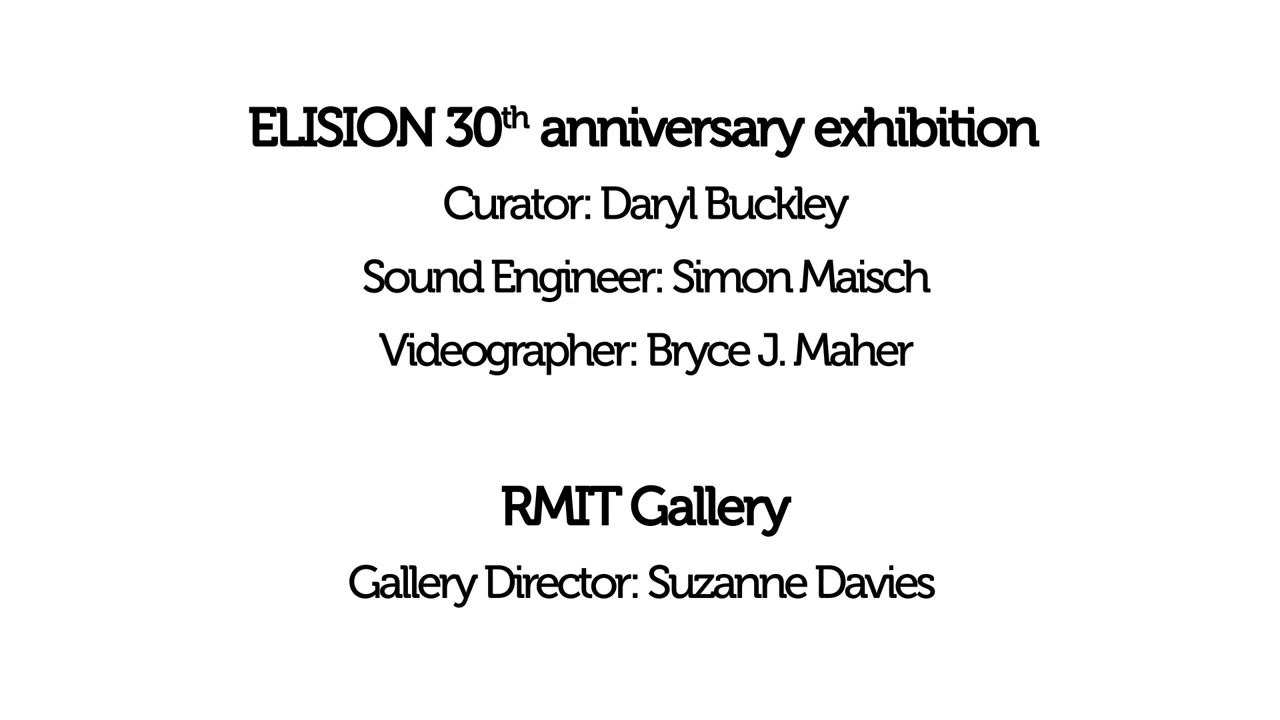 ELISION 30th anniversary exhibition
Curator: Daryl Buckley
Sound Engineer: Simon Maisch
Videographer: Bryce J. Maher
RMIT Gallery
Gallery Director: Suzanne Davies